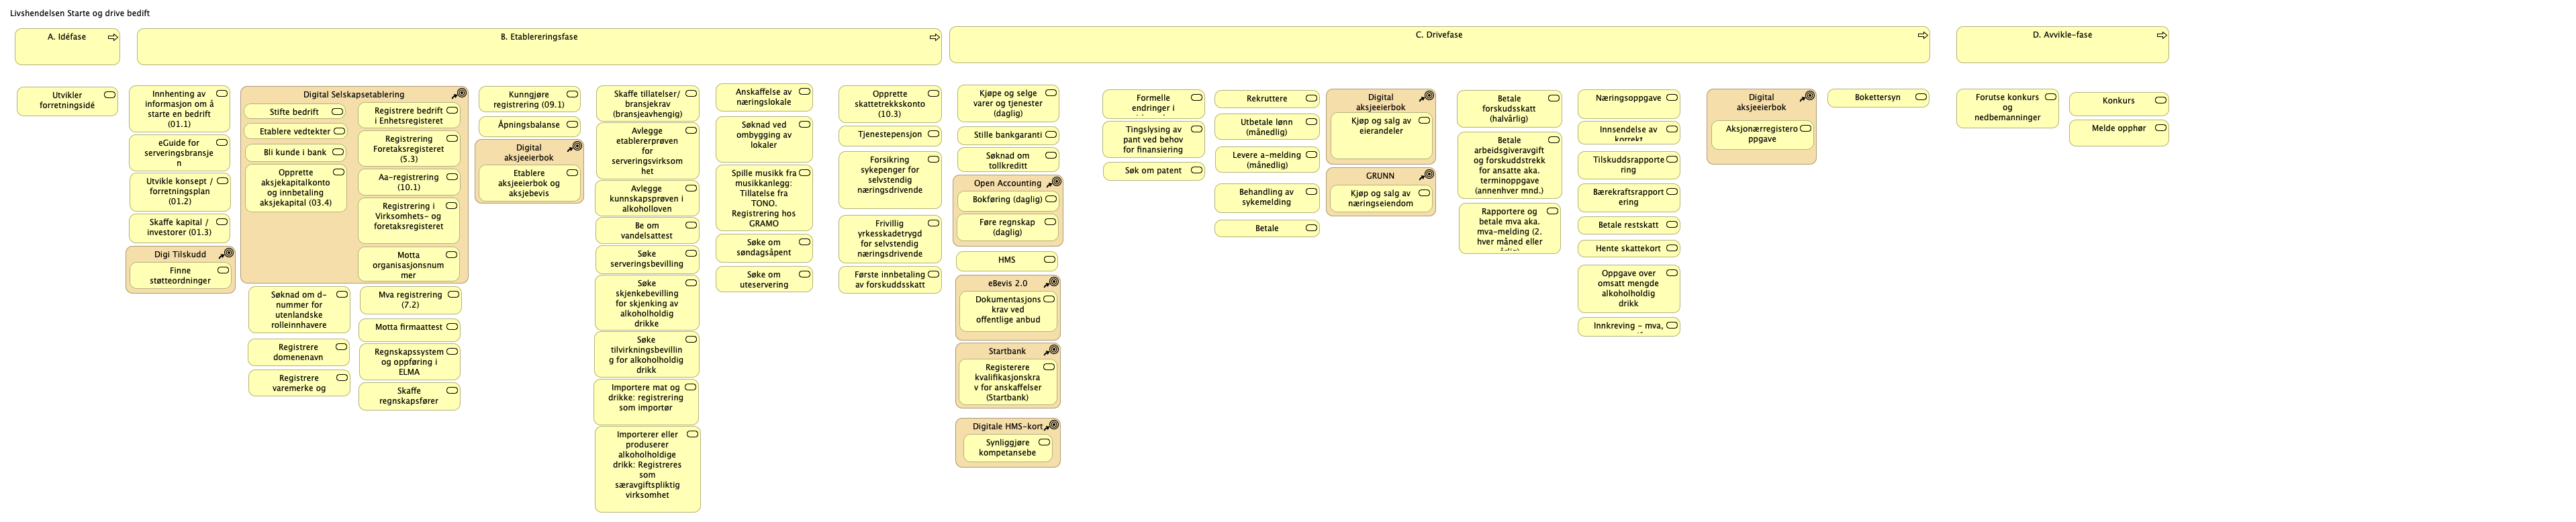 Livshendelsen Starte og drive bedift
A. Idéfase
B. Etablereringsfase
C. Drivefase
D. Avvikle-fase
Utvikler
forretningsidé
Innhenting av
informasjon om å
starte en bedrift
(01.1)
eGuide for
serveringsbransje
n
Utvikle konsept /
forretningsplan
(01.2)
Skaffe kapital /
investorer (01.3)
Digi Tilskudd
Finne
støtteordninger
Digital Selskapsetablering
Stifte bedrift
Etablere vedtekter
Bli kunde i bank
Opprette
aksjekapitalkonto
og innbetaling
aksjekapital (03.4)
Registrere bedrift
i Enhetsregisteret
Registrering
Foretaksregisteret
(5.3)
Aa-registrering
(10.1)
Registrering i
Virksomhets- og
foretaksregisteret
Motta
organisasjonsnum
mer
Søknad om d-
nummer for
utenlandske
rolleinnhavere
Registrere
domenenavn
Registrere
varemerke og
Mva registrering
(7.2)
Motta firmaattest
Regnskapssystem
og oppføring i
ELMA
Skaffe
regnskapsfører
Kunngjøre
registrering (09.1)
Åpningsbalanse
Digital
aksjeeierbok
Etablere
aksjeeierbok og
aksjebevis
Skaffe tillatelser/
bransjekrav
(bransjeavhengig)
Avlegge
etablererprøven
for
serveringsvirksom
het
Avlegge
kunnskapsprøven i
alkoholloven
Be om
vandelsattest
Søke
serveringsbevilling
Søke
skjenkebevilling
for skjenking av
alkoholholdig
drikke
Søke
tilvirkningsbevillin
g for alkoholholdig
drikk
Importere mat og
drikke: registrering
som importør
Importerer eller
produserer
alkoholholdige
drikk: Registreres
som
særavgiftspliktig
virksomhet
Anskaffelse av
næringslokale
Søknad ved
ombygging av
lokaler
Spille musikk fra
musikkanlegg:
Tillatelse fra
TONO.
Registrering hos
GRAMO
Søke om
søndagsåpent
Søke om
uteservering
Opprette
skattetrekkskonto
(10.3)
Tjenestepensjon
Forsikring
sykepenger for
selvstendig
næringsdrivende
Frivillig
yrkesskadetrygd
for selvstendig
næringsdrivende
Første innbetaling
av forskuddsskatt
Kjøpe og selge
varer og tjenester
(daglig)
Stille bankgaranti
Søknad om
tollkreditt
Open Accounting
Bokføring (daglig)
Føre regnskap
(daglig)
HMS
eBevis 2.0
Dokumentasjons
krav ved
offentlige anbud
Startbank
Registerere
kvalifikasjonskra
v for anskaffelser
(Startbank)
Digitale HMS-kort
Synliggjøre
kompetansebe
Formelle
endringer i
Tingslysing av
pant ved behov
for finansiering
Søk om patent
Rekruttere
Utbetale lønn
(månedlig)
Levere a-melding
(månedlig)
Behandling av
sykemelding
Betale
Digital
aksjeeierbok
Kjøp og salg av
eierandeler
GRUNN
Kjøp og salg av
næringseiendom
Betale
forskudsskatt
(halvårlig)
Betale
arbeidsgiveravgift
og forskuddstrekk
for ansatte aka.
terminoppgave
(annenhver mnd.)
Rapportere og
betale mva aka.
mva-melding (2.
hver måned eller
Næringsoppgave
Innsendelse av
korrekt
Tilskuddsrapporte
ring
Bærekraftsrapport
ering
Betale restskatt
Hente skattekort
Oppgave over
omsatt mengde
alkoholholdig
drikk
Innkreving - mva,
Digital
aksjeeierbok
Aksjonærregistero
ppgave
Bokettersyn
Forutse konkurs
og
nedbemanninger
Konkurs
Melde opphør